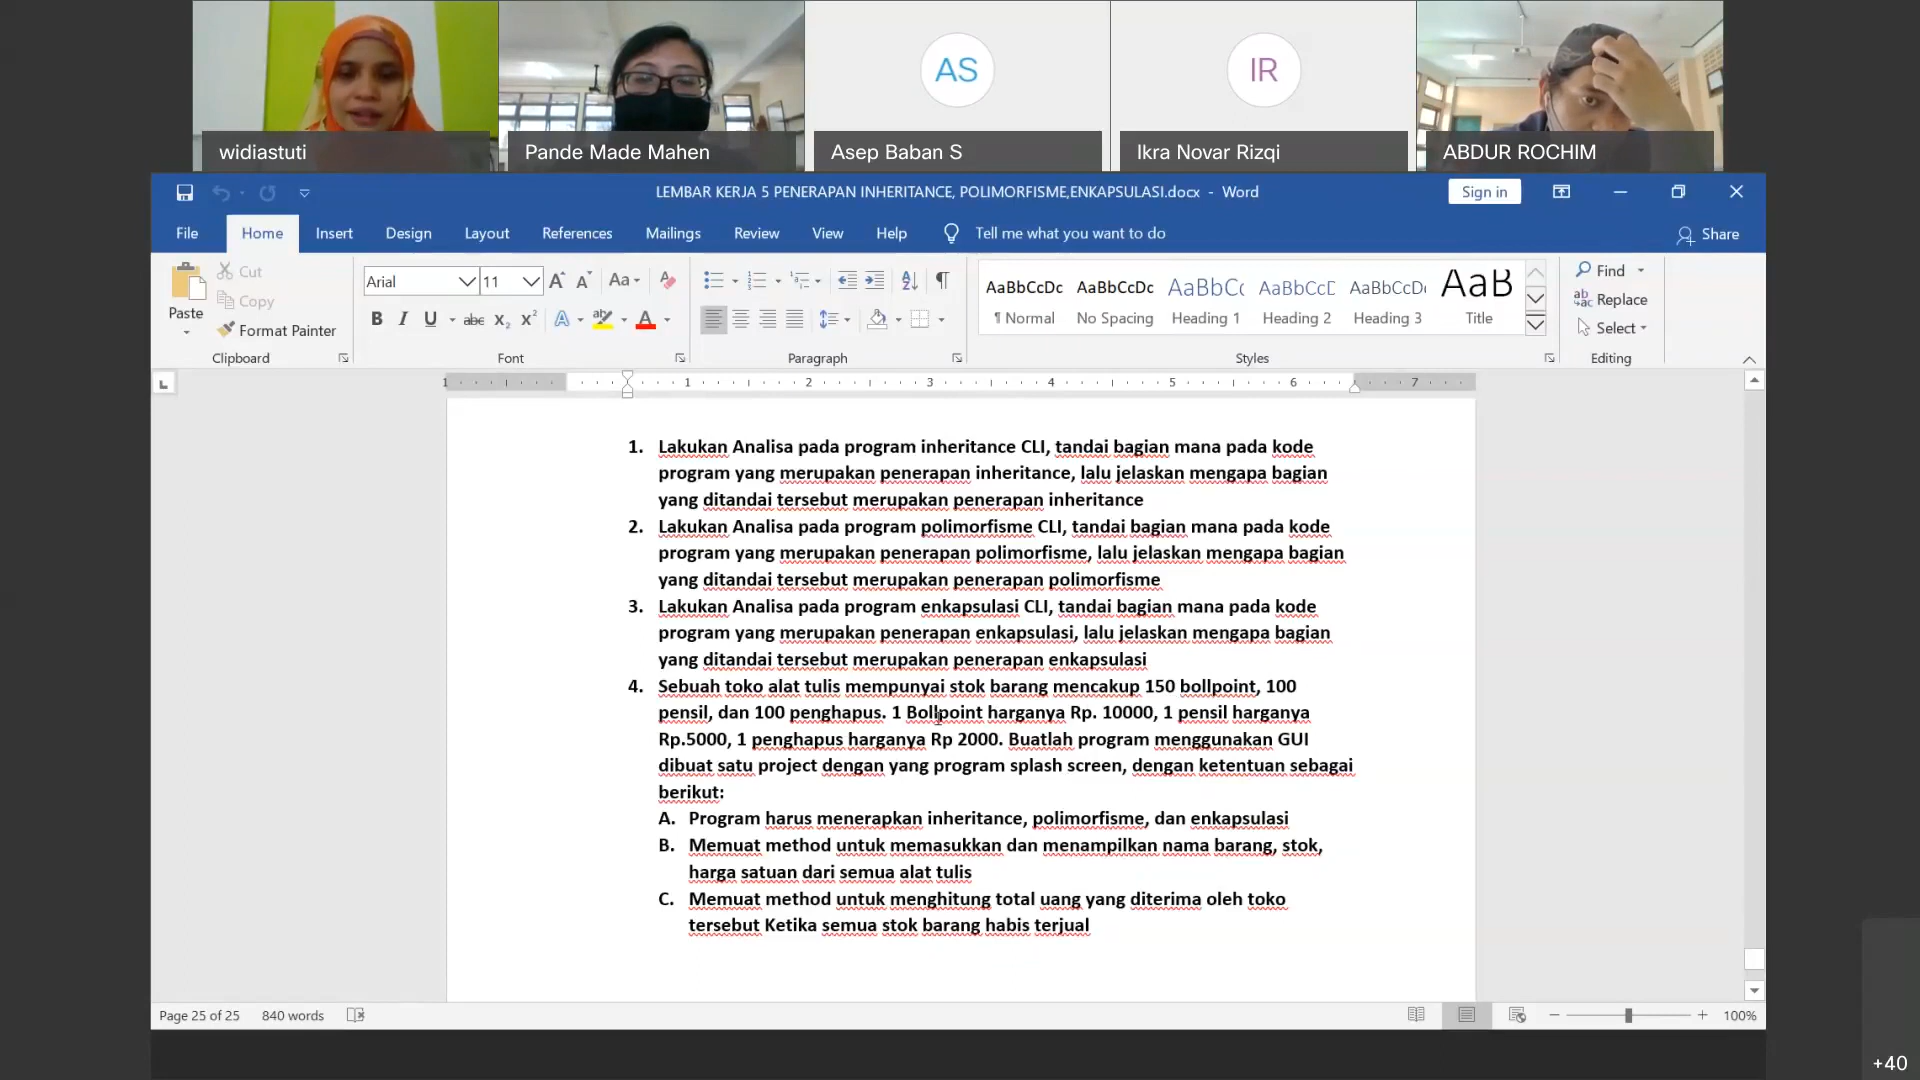 AS
IR
widiastuti
Pande Made Mahen
Asep Baban S
Ikra Novar Rizqi
ABDUR ROCHIM
LEMBAR KERJA 5 PENERAPAN INHERITANCE, POLIMORFISME,ENKAPSULASI.docx - Word
Sign in
File Home Insert Design Layout References Mailings Review View Help Tell me what you want to do Share
Paste
Cut
Copy
Format Painter
Clipboard
Arial 11
Font
Paragraph
AaBbCcDc AaBbCcDc AaBbCc AaBbCcD AaBbCcDc AaB
¶ Normal No Spacing Heading 1 Heading 2 Heading 3 Title
Styles
Find
Replace
Select
Editing
1 1 2 3 4 5 6 7
1. Lakukan Analisa pada program inheritance CLI, tandai bagian mana pada kode
program yang merupakan penerapan inheritance, lalu jelaskan mengapa bagian
yang ditandai tersebut merupakan penerapan inheritance
2. Lakukan Analisa pada program polimorfisme CLI, tandai bagian mana pada kode
program yang merupakan penerapan polimorfisme, lalu jelaskan mengapa bagian
yang ditandai tersebut merupakan penerapan polimorfisme
3. Lakukan Analisa pada program enkapsulasi CLI, tandai bagian mana pada kode
program yang merupakan penerapan enkapsulasi, lalu jelaskan mengapa bagian
yang ditandai tersebut merupakan penerapan enkapsulasi
4. Sebuah toko alat tulis mempunyai stok barang mencakup 150 bollpoint, 100
pensil, dan 100 penghapus. 1 Bollpoint harganya Rp. 10000, 1 pensil harganya
Rp.5000, 1 penghapus harganya Rp 2000. Buatlah program menggunakan GUI
dibuat satu project dengan yang program splash screen, dengan ketentuan sebagai
berikut:
A. Program harus menerapkan inheritance, polimorfisme, dan enkapsulasi
B. Memuat method untuk memasukkan dan menampilkan nama barang, stok,
harga satuan dari semua alat tulis
C. Memuat method untuk menghitung total uang yang diterima oleh toko
tersebut Ketika semua stok barang habis terjual
Page 25 of 25 840 words 100%
+40